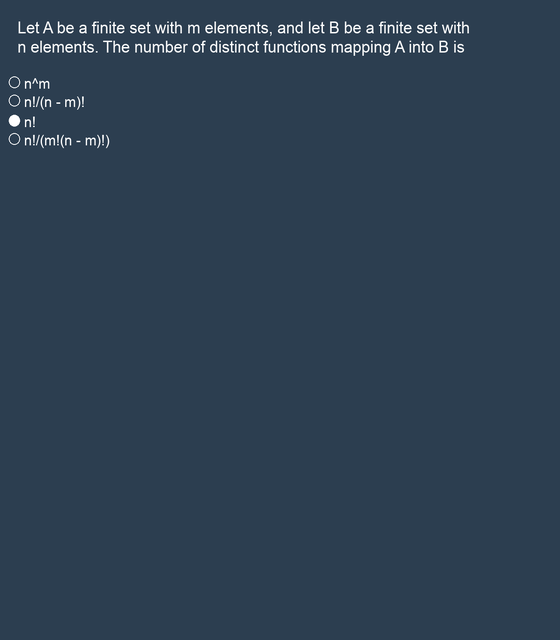 Let A be a finite set with m elements, and let B be a finite set with
n elements. The number of distinct functions mapping A into B is
n^m
n!/(n - m)!
n!
n!/(m!(n - m)!)